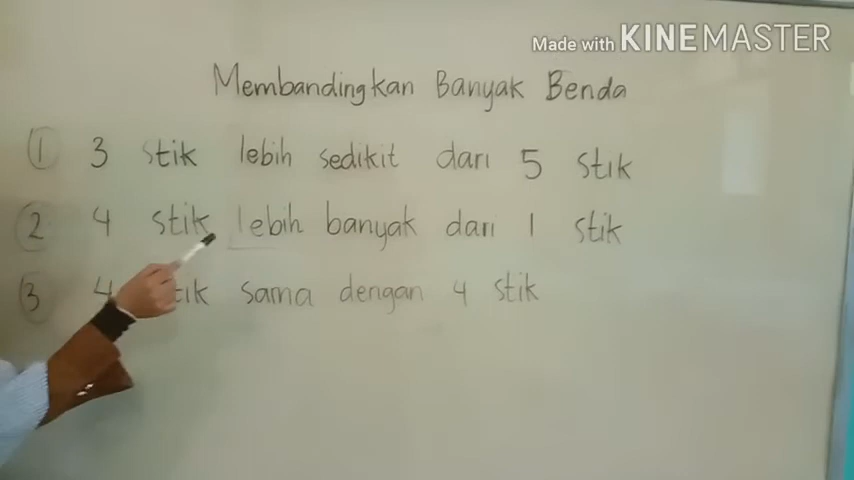 Made with KINEMASTER
Membandingkan Banyak Benda
1 3 stik lebih sedikit dari 5 stik
2 4 stik lebih banyak dari 1 stik
3 4 tik sama dengan 4 stik